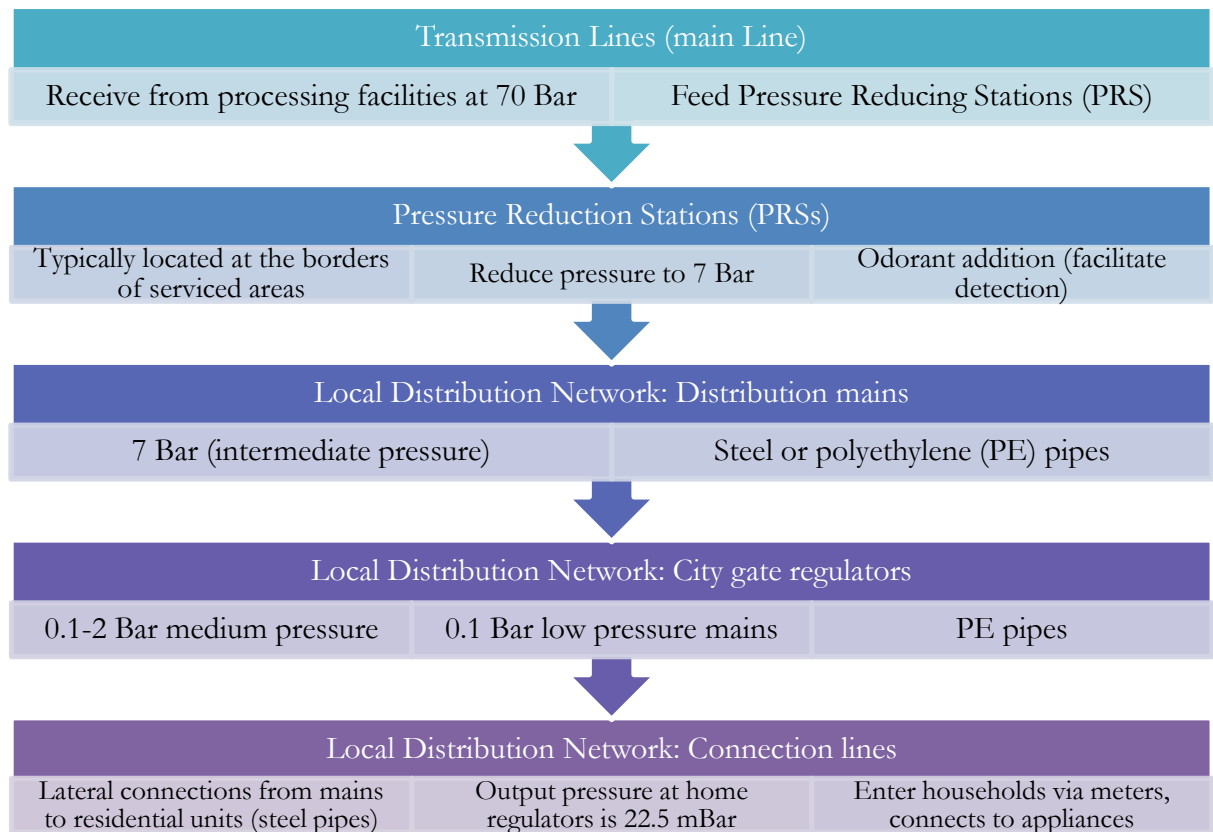 Transmission Lines (main Line)
Receive from processing facilities at 70 Bar
Feed Pressure Reducing Stations (PRS)
Pressure Reduction Stations (PRSs)
Typically located at the borders
of serviced areas
Reduce pressure to 7 Bar
Odorant addition (facilitate
detection)
Local Distribution Network: Distribution mains
7 Bar (intermediate pressure)
Steel or polyethylene (PE) pipes
Local Distribution Network: City gate regulators
0.1-2 Bar medium pressure
0.1 Bar low pressure mains
PE pipes
Local Distribution Network: Connection lines
Lateral connections from mains
to residential units (steel pipes)
Output pressure at home
regulators is 22.5 mBar
Enter households via meters,
connects to appliances